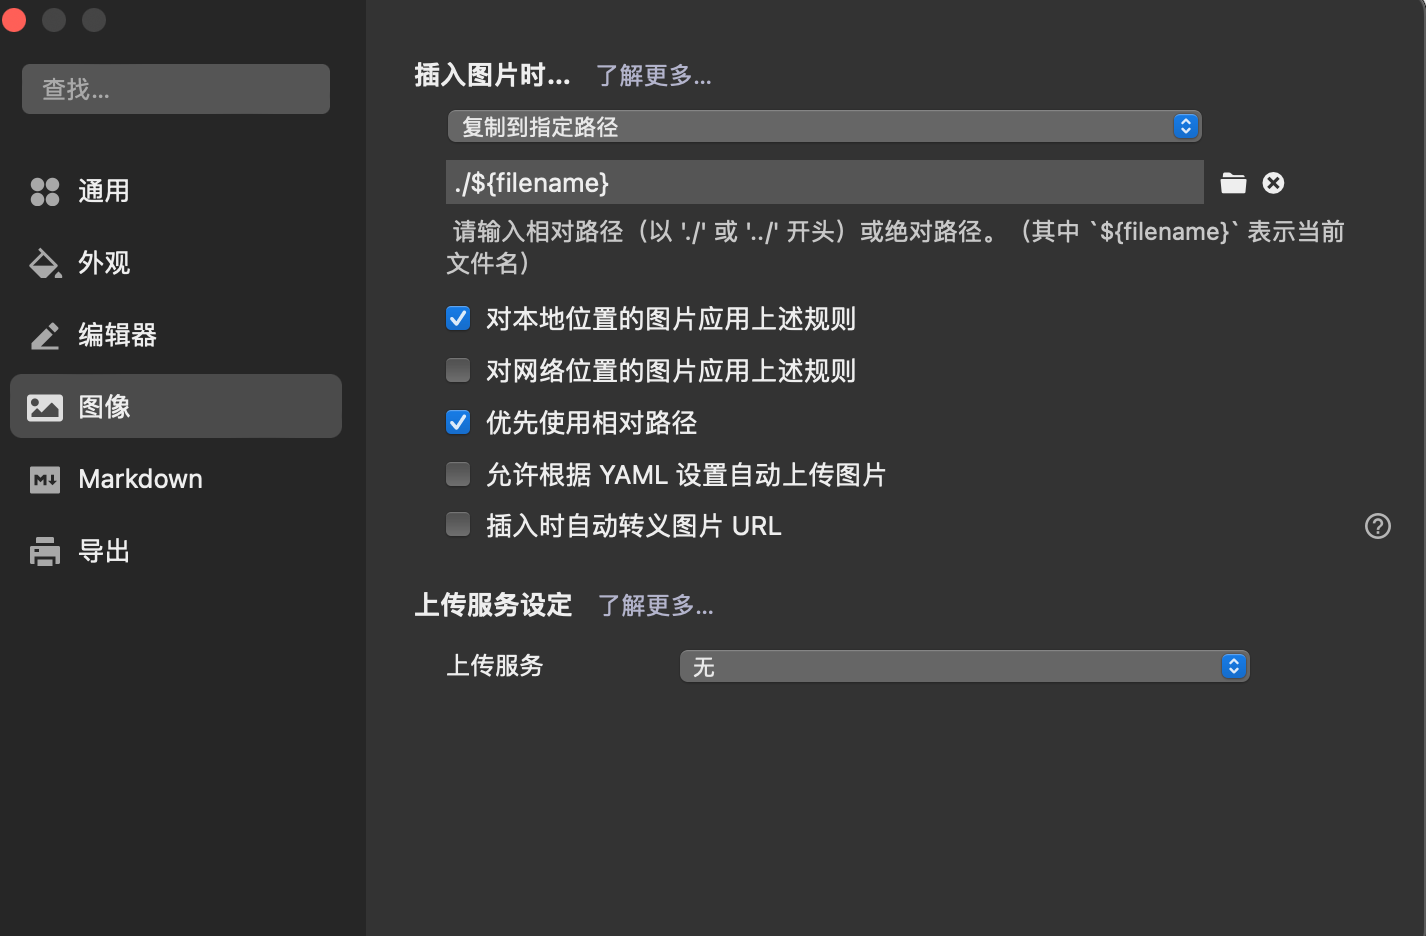 查找...
通用
外观
编辑器
图像
Markdown
导出
插入图片时... 了解更多...
复制到指定路径
./${filename}
请输入相对路径（以 './' 或 '../' 开头）或绝对路径。（其中 `${filename}` 表示当前
文件名）
对本地位置的图片应用上述规则
对网络位置的图片应用上述规则
优先使用相对路径
允许根据 YAML 设置自动上传图片
插入时自动转义图片 URL
上传服务设定 了解更多...
上传服务 无